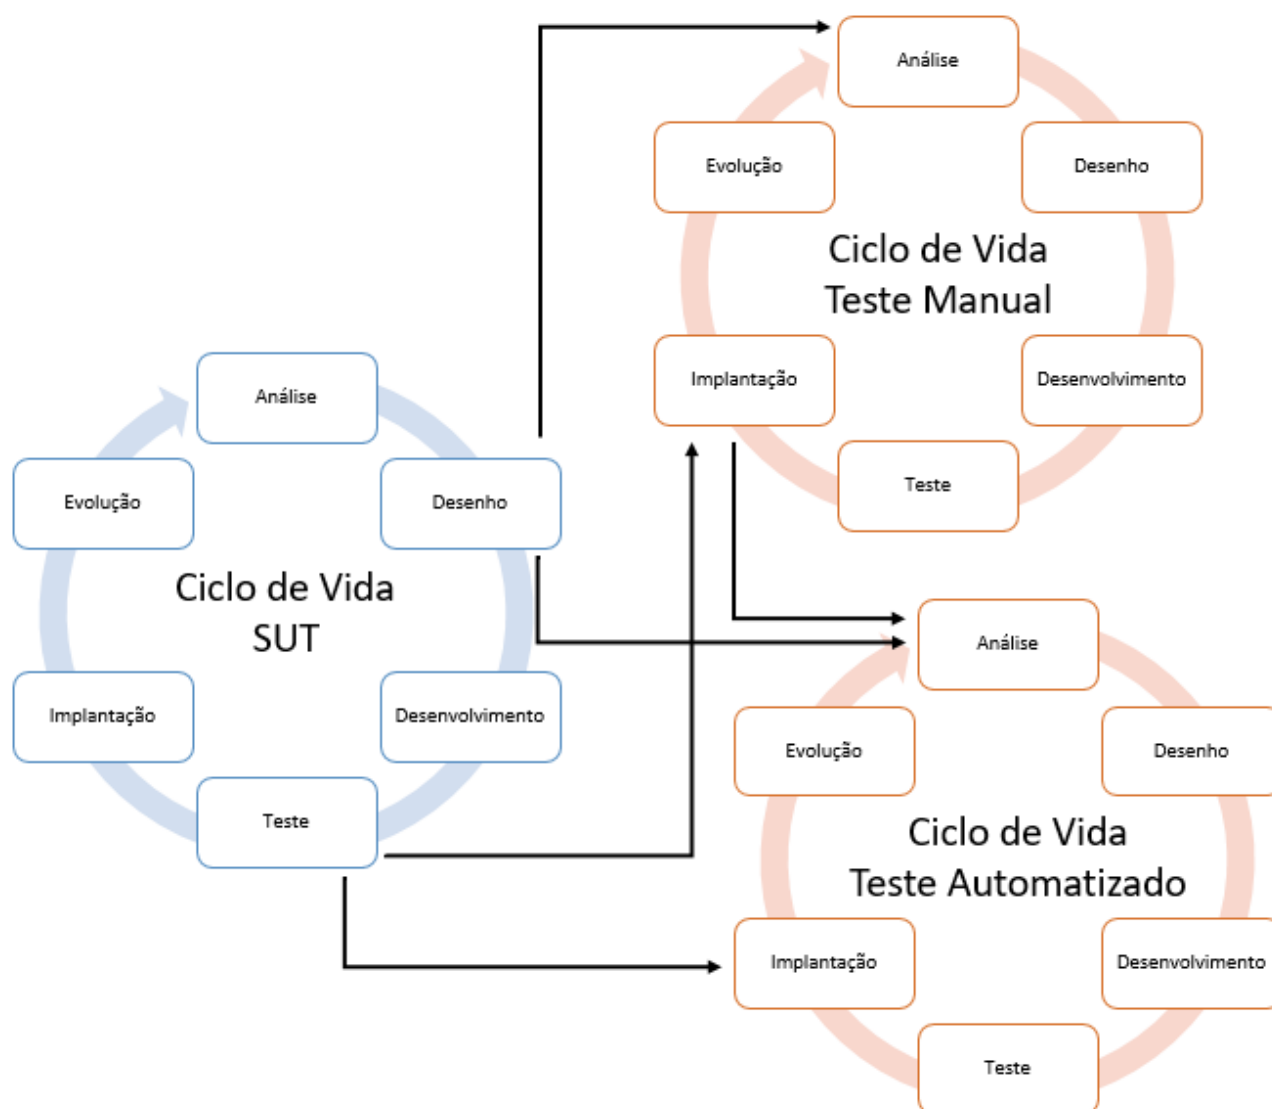 Análise
Evolução
Desenho
Ciclo de Vida
Teste Manual
Implantação
Desenvolvimento
Teste
Análise
Evolução
Desenho
Ciclo de Vida
SUT
Implantação
Desenvolvimento
Teste
Análise
Evolução
Desenho
Ciclo de Vida
Teste Automatizado
Implantação
Desenvolvimento
Teste